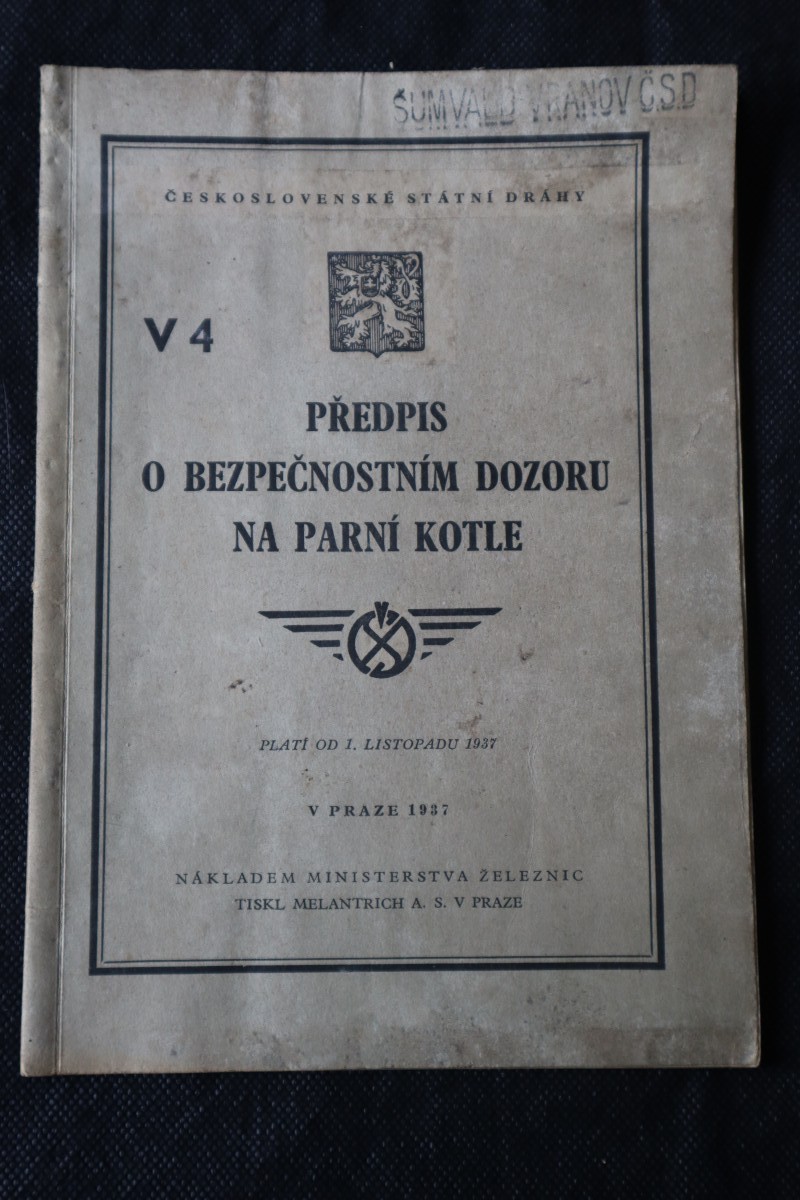 ŠUMVALD-VRANOV Č.S.D
ČESKOSLOVENSKÉ STÁTNÍ DRÁHY
V 4
PŘEDPIS
O BEZPEČNOSTNÍM DOZORU
NA PARNÍ KOTLE
ČSD
PLATÍ OD 1. LISTOPADU 1937
V PRAZE 1937
NÁKLADEM MINISTERSTVA ŽELEZNIC
TISKL MELANTRICH A. S. V PRAZE